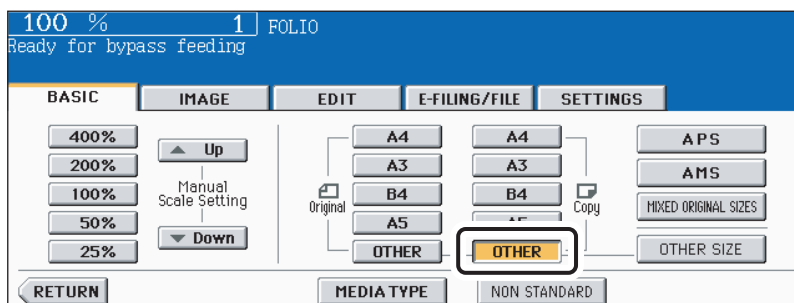 100 % 1 FOLIO
Ready for bypass feeding
BASIC IMAGE EDIT E-FILING/FILE SETTINGS
400% Up A4 A4 APS
200% A3 A3 AMS
100% Manual Scale Setting Original B4 B4 Copy MIXED ORIGINAL SIZES
50% Down A5
25% OTHER OTHER OTHER SIZE
RETURN MEDIA TYPE NON STANDARD